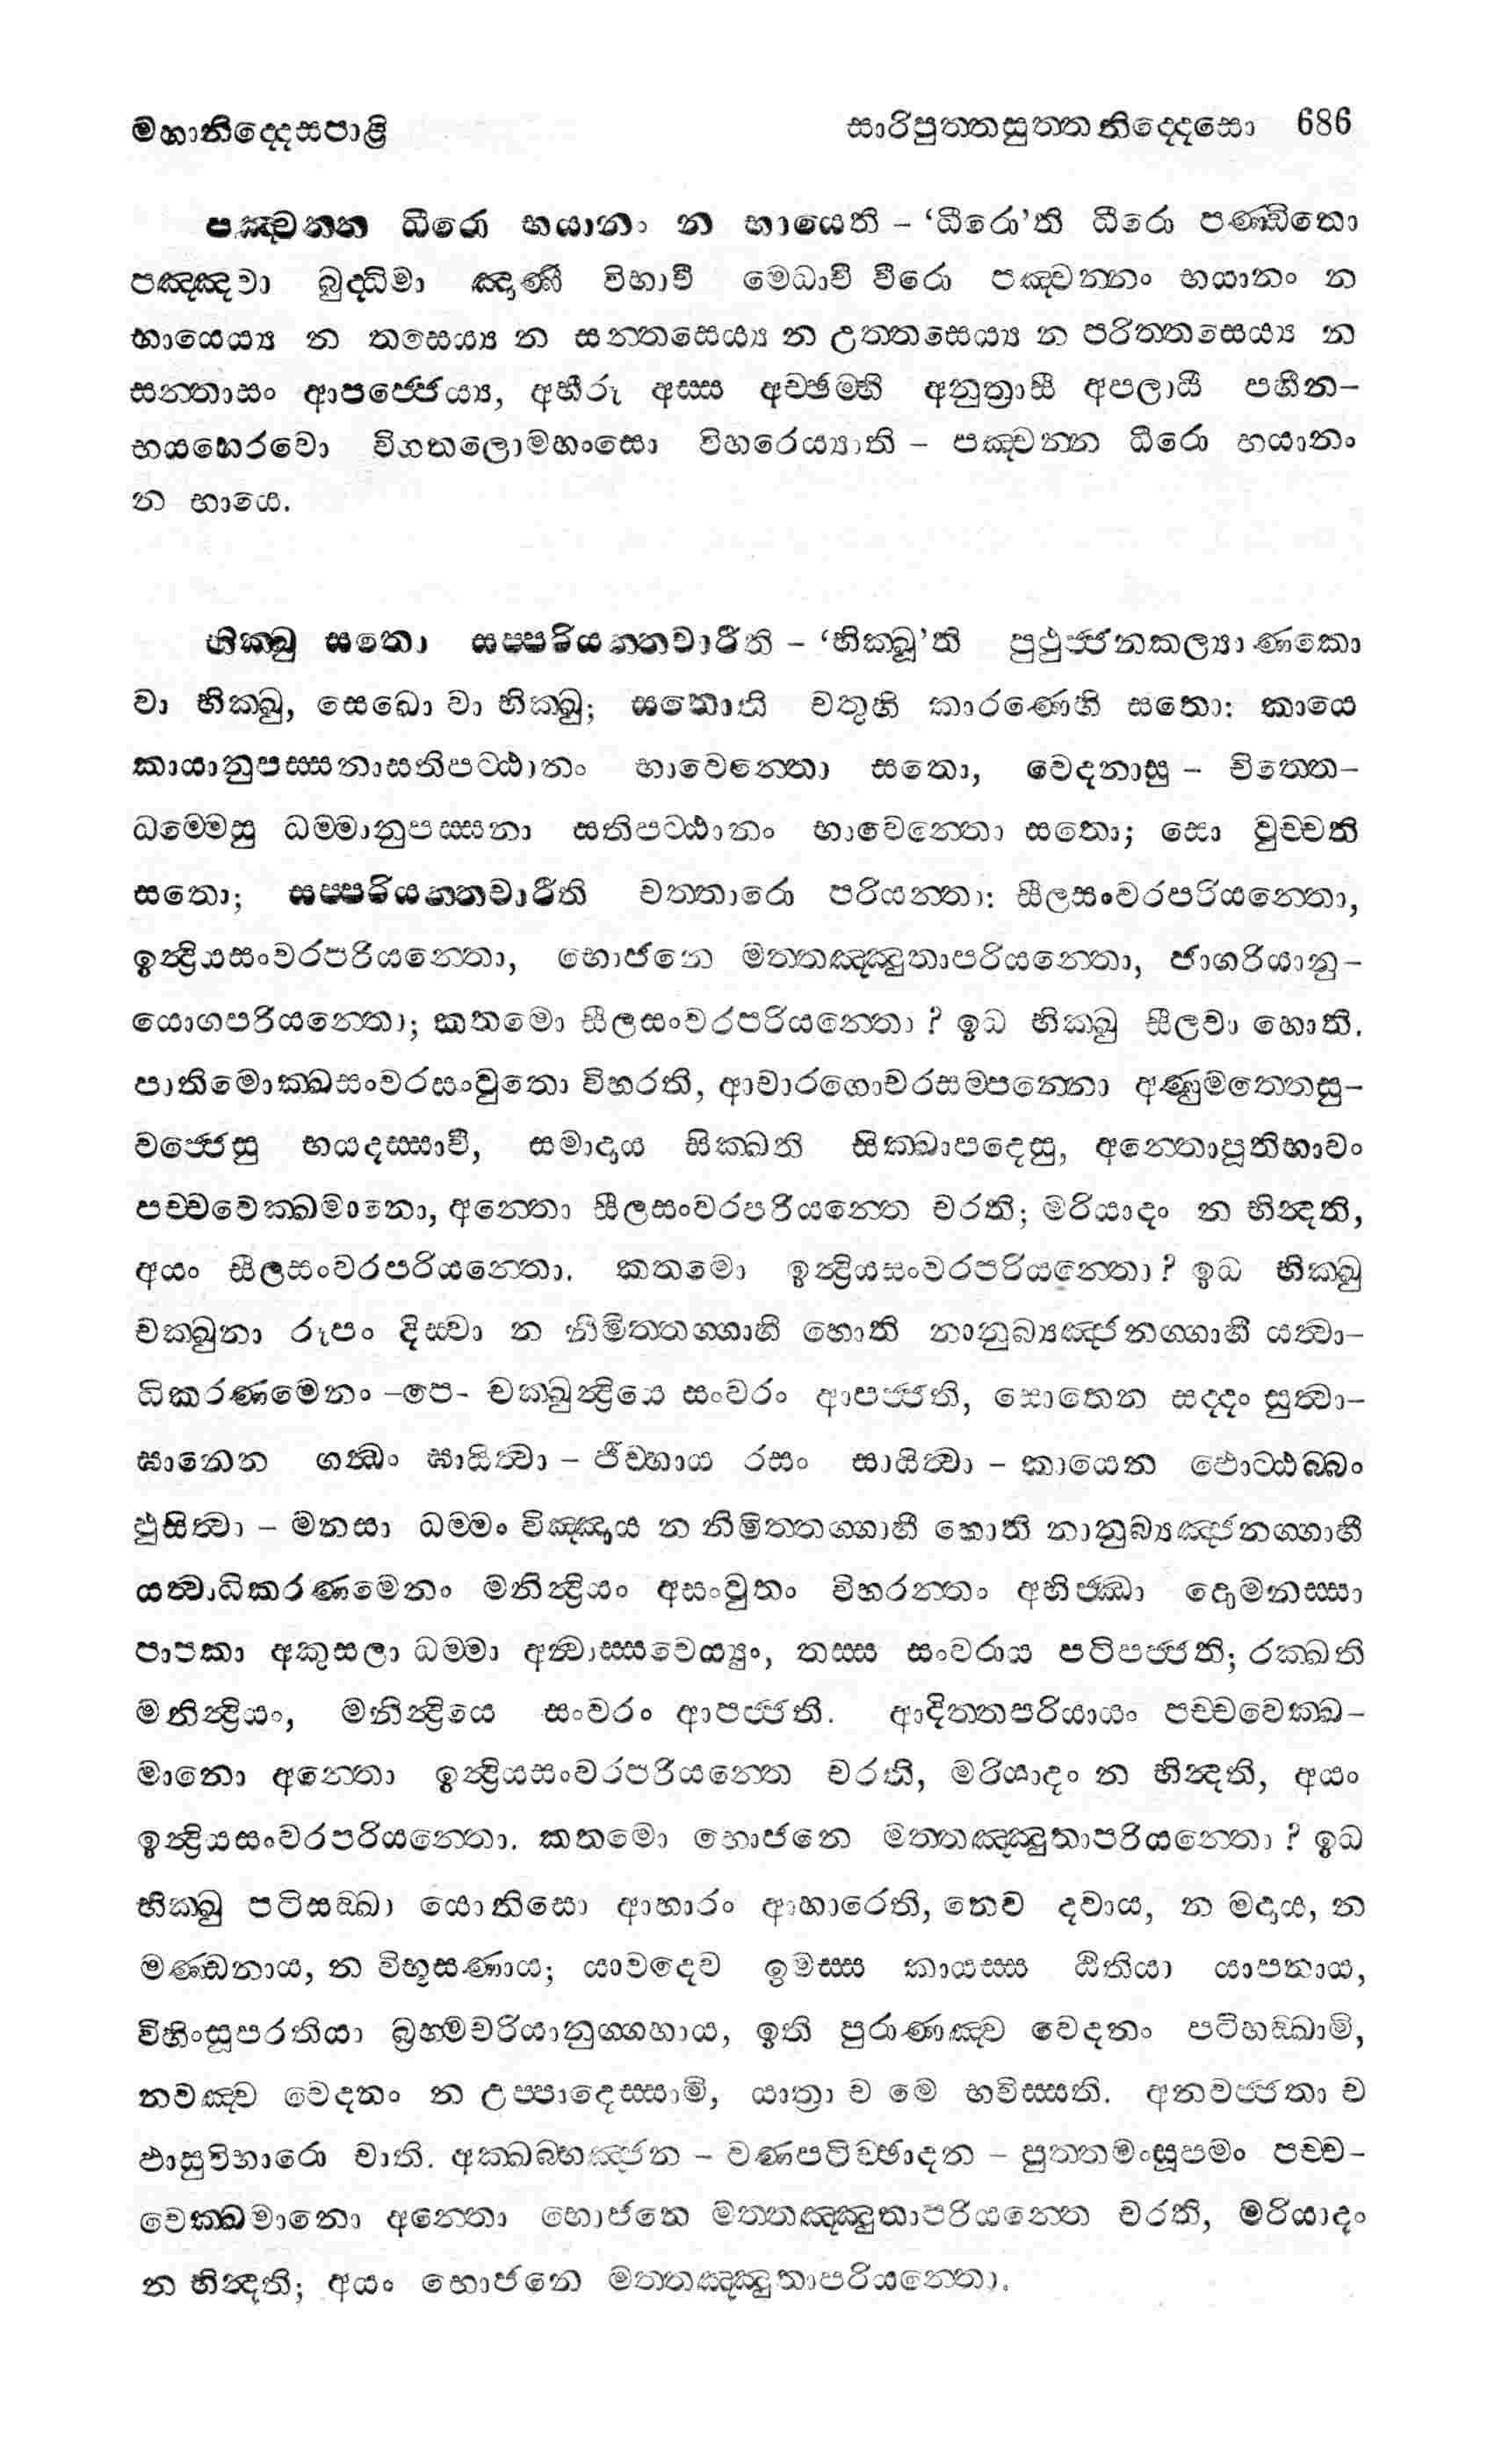 මහානිද්දෙසපාළි
සාරිපුත්තසුත්තනිද්දෙසො 686
පඤ්චන්න ධීරො භයානං න භායෙති – ‘ධීරො’ති ධීරො පණ්ඩිතො
පඤ්ඤවා බුද්ධිමා ඤාණී විභාවී මෙධාවී වීරො පඤ්චන්නං භයානං න
භායෙය්‍ය න තසෙය්‍ය න සන්තසෙය්‍ය න උත්තසෙය්‍ය න පරිත්තසෙය්‍ය න
සන්තාසං ආපජ්ජෙය්‍ය, අභීරූ අස්ස අච්ඡම්භී අනුත්‍රාසී අපලායී පහීන–
භයභෙරවො විගතලොමහංසො විහරෙය්‍යාති – පඤ්චන්න ධීරො භයානං
න භායෙ.
භික්ඛු සතො සප්පරියන්තචාරීති – ‘භික්ඛූ’ති පුථුජ්ජනකල්‍යාණකො
වා භික්ඛු, සෙඛො වා භික්ඛු; සතොති චතුහි කාරණෙහි සතො: කායෙ
කායානුපස්සනාසතිපට්ඨානං භාවෙන්තො සතො, වෙදනාසු – චිත්තෙ–
ධම්මෙසු ධම්මානුපස්සනා සතිපට්ඨානං භාවෙන්තො සතො; සො වුච්චති
සතො; සප්පරියන්තචාරීති චත්තාරො පරියන්තා: සීලසංවරපරියන්තො,
ඉන්ද්‍රියසංවරපරියන්තො, භොජනෙ මත්තඤ්ඤුතාපරියන්තො, ජාගරියානු–
යොගපරියන්තො; කතමො සීලසංවරපරියන්තො ? ඉධ භික්ඛු සීලවා හොති.
පාතිමොක්ඛසංවරසංවුතො විහරති, ආචාරගොචරසම්පන්නො අණුමත්තෙසු–
වජ්ජෙසු භයදස්සාවී, සමාදාය සික්ඛති සික්ඛාපදෙසු, අන්තොපූතිභාවං
පච්චවෙක්ඛමානො, අන්තො සීලසංවරපරියන්තෙ චරති; මරියාදං න භින්දති,
අයං සීලසංවරපරියන්තො. කතමො ඉන්ද්‍රියසංවරපරියන්තො? ඉධ භික්ඛු
චක්ඛුනා රූපං දිස්වා න නිමිත්තග්ගාහී හොති නානුබ්‍යඤ්ජනග්ගාහී යත්වා–
ධිකරණමෙනං –පෙ- චක්ඛුන්ද්‍රියෙ සංවරං ආපජ්ජති, සොතෙන සද්දං සුත්වා–
ඝානෙන ගන්ධං ඝායිත්වා – ජිව්හාය රසං සායිත්වා – කායෙන ඵොට්ඨබ්බං
ඵුසිත්වා – මනසා ධම්මං විඤ්ඤාය න නිමිත්තග්ගාහී හොති නානුබ්‍යඤ්ජනග්ගාහී
යත්වාධිකරණමෙනං මනින්ද්‍රියං අසංවුතං විහරන්තං අභිජ්ඣා දොමනස්සා
පාපකා අකුසලා ධම්මා අන්වාස්සවෙය්‍යුං, තස්ස සංවරාය පටිපජ්ජති; රක්ඛති
මනින්ද්‍රියං, මනින්ද්‍රියෙ සංවරං ආපජ්ජති. ආදිත්තපරියායං පච්චවෙක්ඛ–
මානො අන්තො ඉන්ද්‍රියසංවරපරියන්තෙ චරති, මරියාදං න භින්දති, අයං
ඉන්ද්‍රියසංවරපරියන්තො. කතමො භොජනෙ මත්තඤ්ඤුතාපරියන්තො ? ඉධ
භික්ඛු පටිසඞ්ඛා යොනිසො ආහාරං ආහාරෙති, නෙව දවාය, න මදාය, න
මණ්ඩනාය, න විභූසණාය; යාවදෙව ඉමස්ස කායස්ස ඨිතියා යාපනාය,
විහිංසූපරතියා බ්‍රහ්මචරියානුග්ගහාය, ඉති පුරාණඤ්ච වෙදනං පටිහඞ්ඛාමි,
නවඤ්ච වෙදනං න උප්පාදෙස්සාමි, යාත්‍රා ච මෙ භවිස්සති. අනවජ්ජතා ච
ඵාසුවිහාරො චාති. අක්ඛබ්භඤ්ජන – වණපටිච්ඡාදන – පුත්තමංසූපමං පච්ච–
වෙක්ඛමානො අන්තො භොජනෙ මත්තඤ්ඤුතාපරියන්තෙ චරති, මරියාදං
න භින්දති; අයං භොජනෙ මත්තඤ්ඤුතාපරියන්තො.